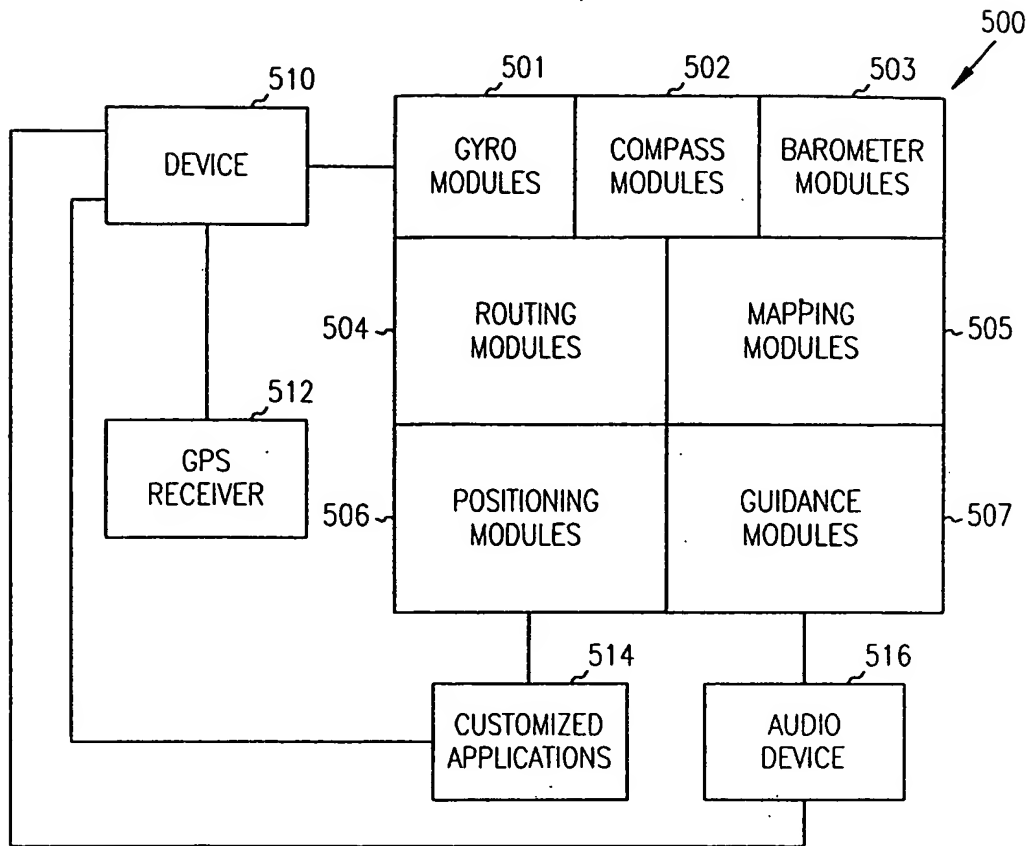 500
510
501
502
503
DEVICE
GYRO
MODULES
COMPASS
MODULES
BAROMETER
MODULES
504
ROUTING
MODULES
MAPPING
MODULES
505
512
GPS
RECEIVER
506
POSITIONING
MODULES
GUIDANCE
MODULES
507
514
516
CUSTOMIZED
APPLICATIONS
AUDIO
DEVICE